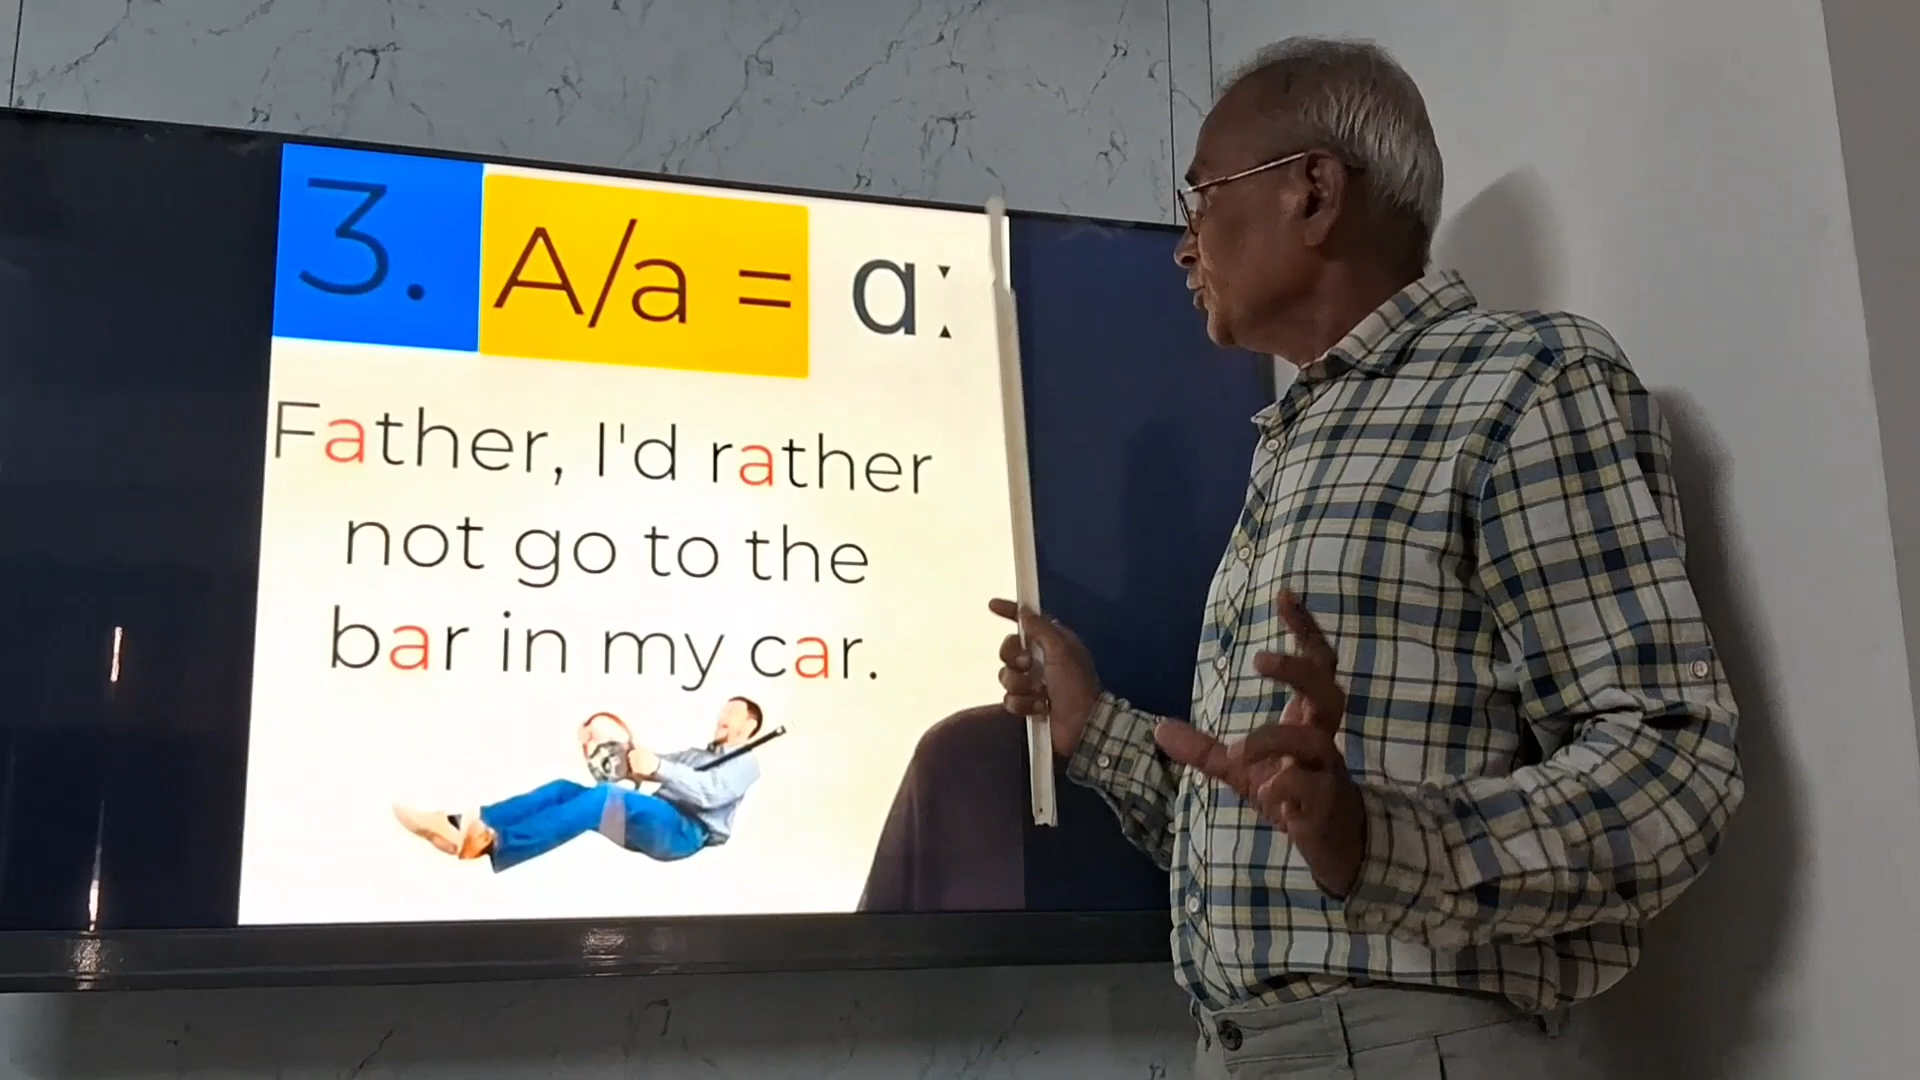 3. A/a = ɑː
Father, I'd rather
not go to the
bar in my car.